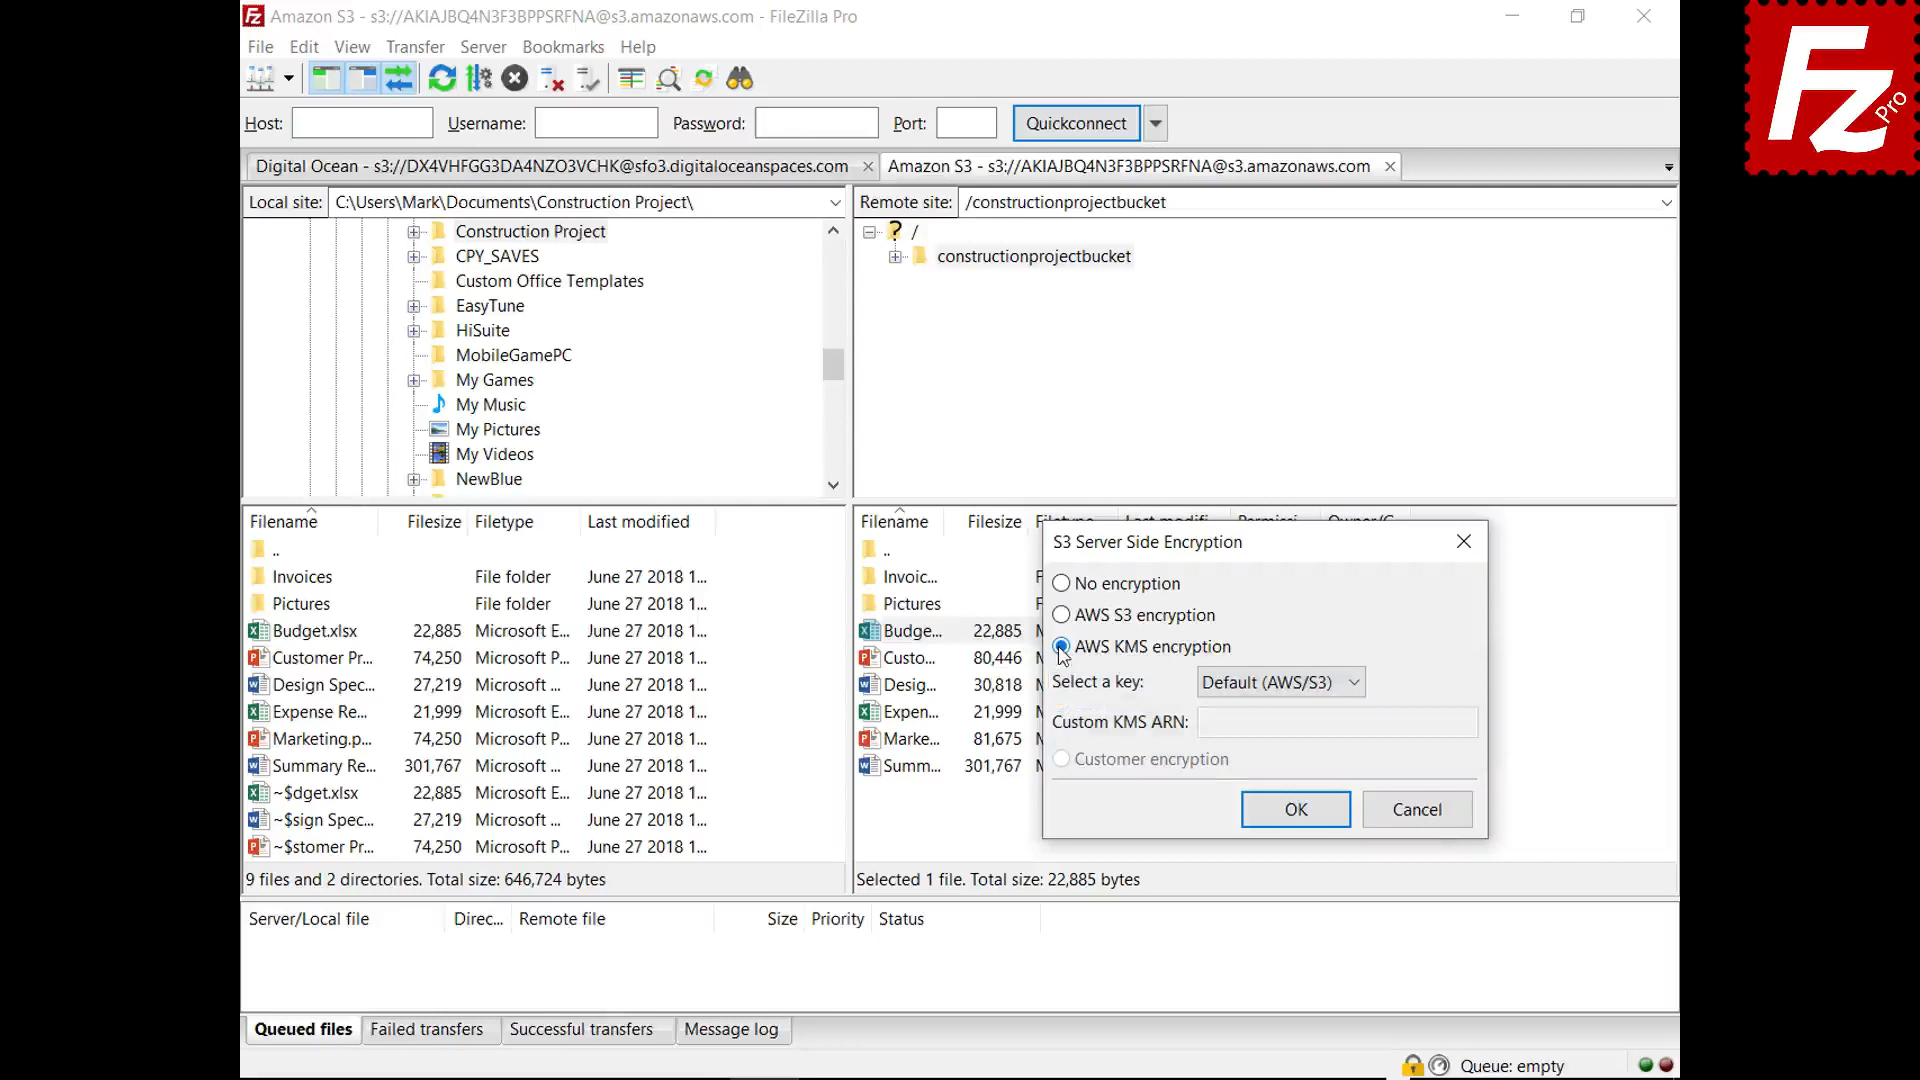 Amazon S3 - s3://AKIAJBQ4N3F3BPPSRFNA@s3.amazonaws.com - FileZilla Pro
File Edit View Transfer Server Bookmarks Help
Host: Username: Password: Port: Quickconnect
Digital Ocean - s3://DX4VHFGG3DA4NZO3VCHK@sfo3.digitaloceanspaces.com Amazon S3 - s3://AKIAJBQ4N3F3BPPSRFNA@s3.amazonaws.com
Local site: C:\Users\Mark\Documents\Construction Project\
Construction Project
CPY_SAVES
Custom Office Templates
EasyTune
HiSuite
MobileGamePC
My Games
My Music
My Pictures
My Videos
NewBlue
Remote site: /constructionprojectbucket
/
constructionprojectbucket
Filename Filesize Filetype Last modified
..
Invoices File folder June 27 2018 1...
Pictures File folder June 27 2018 1...
Budget.xlsx 22,885 Microsoft E... June 27 2018 1...
Customer Pr... 74,250 Microsoft P... June 27 2018 1...
Design Spec... 27,219 Microsoft ... June 27 2018 1...
Expense Re... 21,999 Microsoft E... June 27 2018 1...
Marketing.p... 74,250 Microsoft P... June 27 2018 1...
Summary Re... 301,767 Microsoft ... June 27 2018 1...
~$dget.xlsx 22,885 Microsoft E... June 27 2018 1...
~$sign Spec... 27,219 Microsoft ... June 27 2018 1...
~$stomer Pr... 74,250 Microsoft P... June 27 2018 1...
9 files and 2 directories. Total size: 646,724 bytes
Filename Filesize Filetype Last modifi... Permissi... Owner/G...
..
Invoic...
Pictures
Budge... 22,885
Custo... 80,446
Desig... 30,818
Expen... 21,999
Marke... 81,675
Summ... 301,767
Selected 1 file. Total size: 22,885 bytes
S3 Server Side Encryption
No encryption
AWS S3 encryption
AWS KMS encryption
Select a key: Default (AWS/S3)
Custom KMS ARN:
Customer encryption
OK Cancel
Server/Local file Direc... Remote file Size Priority Status
Queued files Failed transfers Successful transfers Message log
Queue: empty
Fz Pro